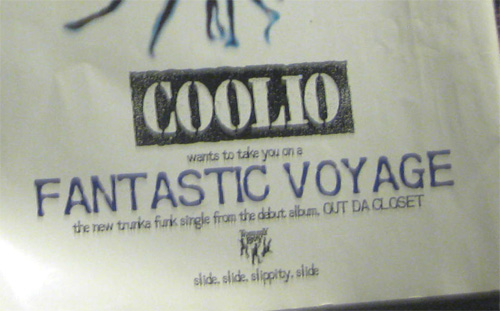 COOLIO
wants to take you on a
FANTASTIC VOYAGE
the new trunka funk single from the debut album, OUT DA CLOSET
slide, slide, slippity, slide